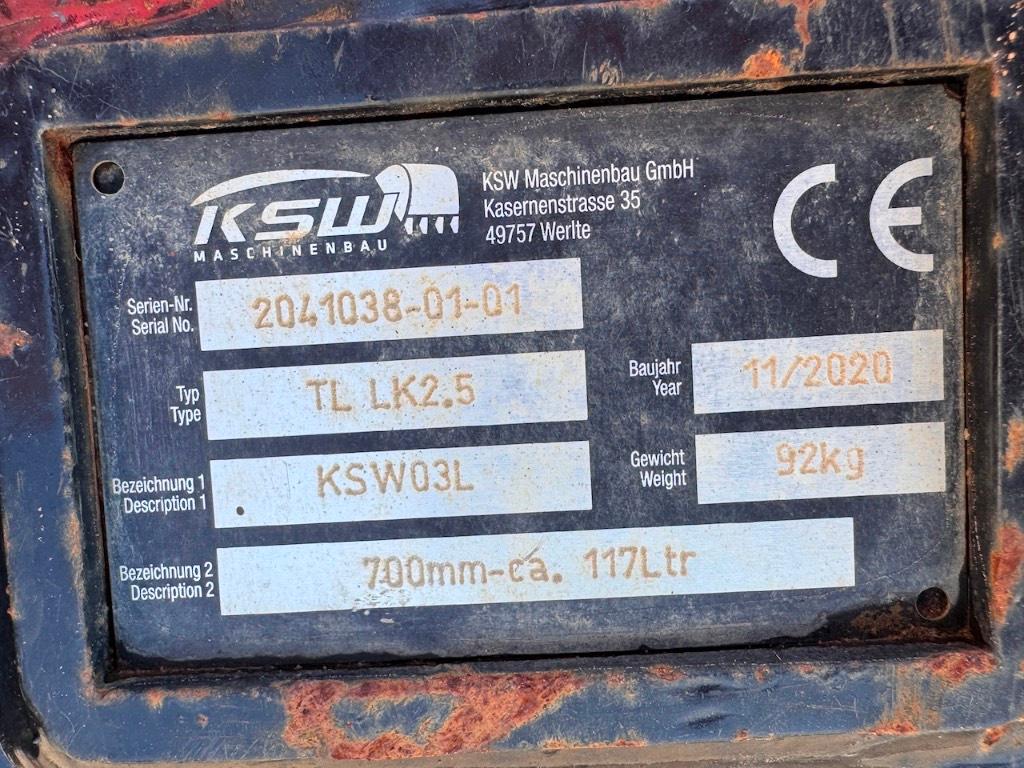 KSW
MASCHINENBAU
KSW Maschinenbau GmbH
Kasernenstrasse 35
49757 Werlte
CE
Serien-Nr.
Serial No.
2041038-01-01
Typ
Type
TL LK2.5
Baujahr
Year
11/2020
Bezeichnung 1
Description 1
KSW03L
Gewicht
Weight
92kg
Bezeichnung 2
Description 2
700mm-ca. 117Ltr